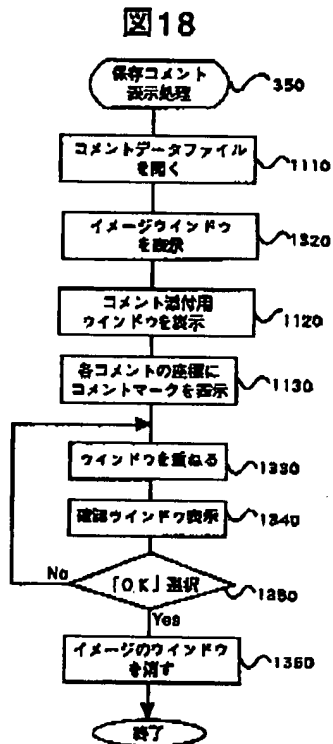 図18
保存コメント
表示処理
350
コメントデータファイル
を開く
1110
イメージウインドウ
を表示
1320
コメント添付用
ウインドウを表示
1120
各コメントの座標に
コメントマークを表示
1130
ウインドウを重ねる
1330
確認ウインドウ表示
1340
「OK」選択
No
Yes
イメージのウインドウ
を消す
終了